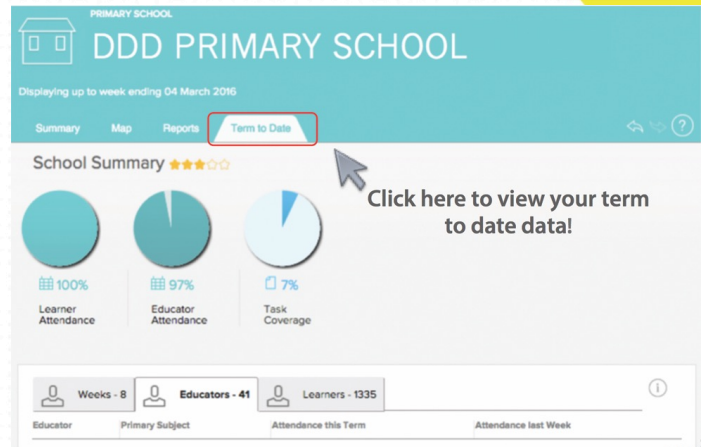 PRIMARY SCHOOL
DDD PRIMARY SCHOOL
Displaying up to week ending 04 March 2016
Summary Map Reports Term to Date ?
School Summary
Click here to view your term
to date data!
100% 97% 7%
Learner Attendance Educator Attendance Task Coverage
Weeks - 8 Educators - 41 Learners - 1335 i
Educator Primary Subject Attendance this Term Attendance last Week